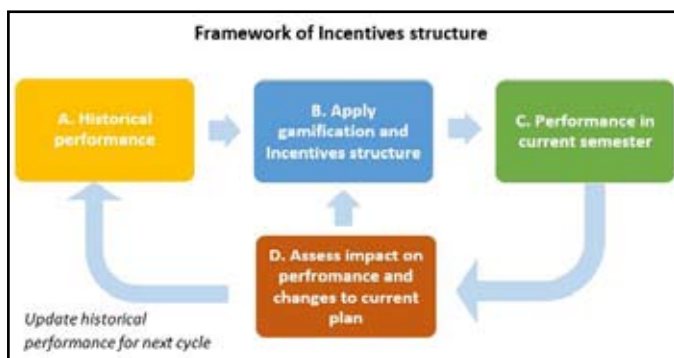 Framework of Incentives structure
A. Historical
performance
B. Apply
gamification and
Incentives structure
C. Performance in
current semester
D. Assess impact on
perfromance and
changes to current
plan
Update historical
performance for next cycle